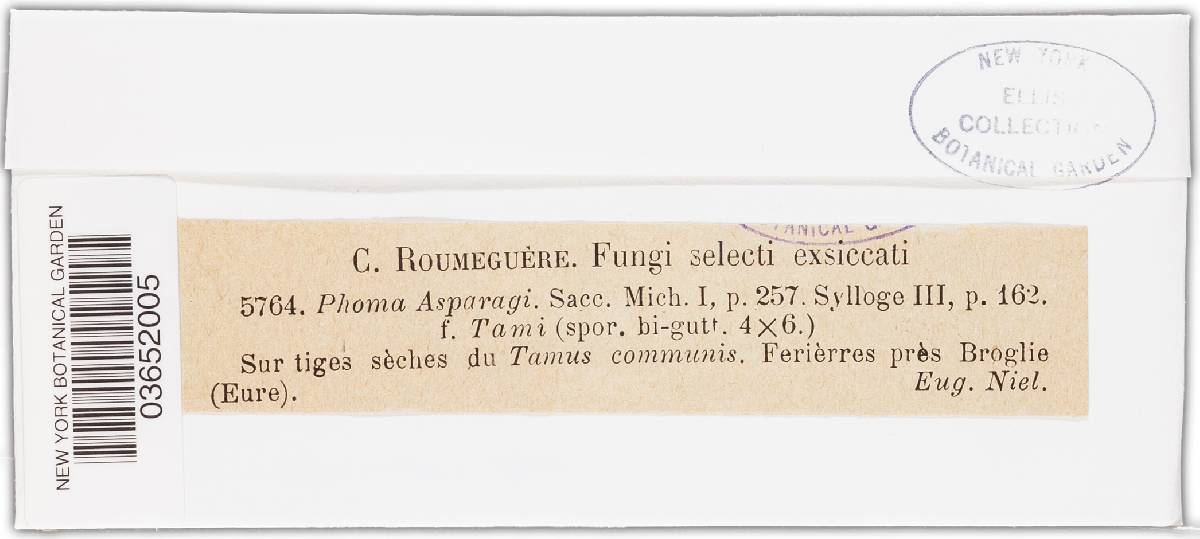 NEW YORK
ELLIS
COLLECTION
BOTANICAL GARDEN
NEW YORK BOTANICAL GARDEN
03652005
C. ROUMEGUÈRE. Fungi selecti exsiccati
5764. Phoma Asparagi. Sacc. Mich. I, p. 257. Sylloge III, p. 162.
f. Tami (spor. bi-gutt. 4×6.)
Sur tiges sèches du Tamus communis. Ferièrres près Broglie
(Eure). Eug. Niel.